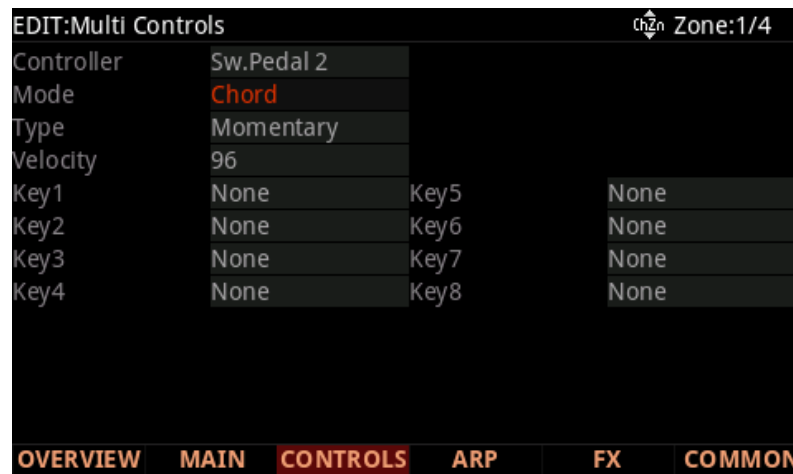 EDIT:Multi Controls ChZn Zone:1/4
Controller Sw.Pedal 2
Mode Chord
Type Momentary
Velocity 96
Key1 None Key5 None
Key2 None Key6 None
Key3 None Key7 None
Key4 None Key8 None
OVERVIEW MAIN CONTROLS ARP FX COMMON